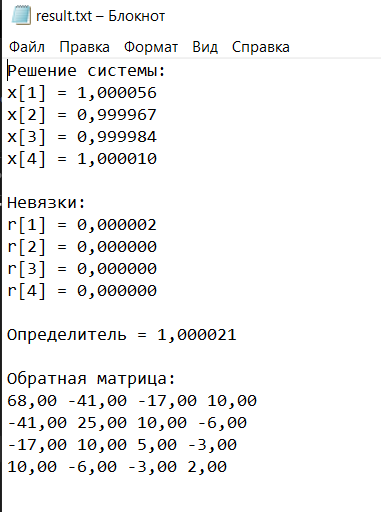 result.txt – Блокнот
Файл Правка Формат Вид Справка
Решение системы:
x[1] = 1,000056
x[2] = 0,999967
x[3] = 0,999984
x[4] = 1,000010
Невязки:
r[1] = 0,000002
r[2] = 0,000000
r[3] = 0,000000
r[4] = 0,000000
Определитель = 1,000021
Обратная матрица:
68,00 -41,00 -17,00 10,00
-41,00 25,00 10,00 -6,00
-17,00 10,00 5,00 -3,00
10,00 -6,00 -3,00 2,00